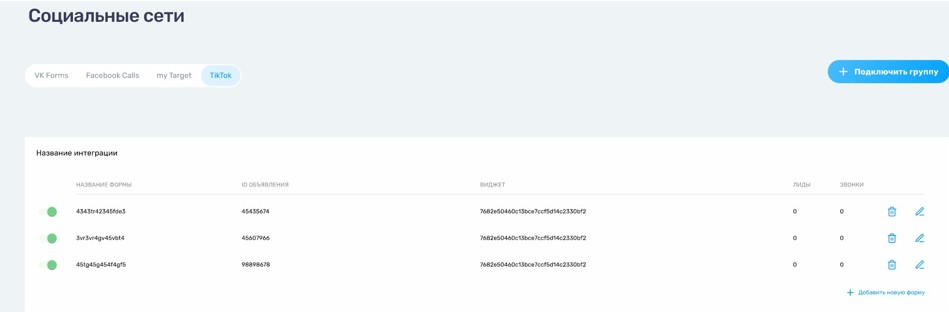 Социальные сети
VK Forms Facebook Calls my Target TikTok
+ Подключить группу
Название интеграции
НАЗВАНИЕ ФОРМЫ ID ОБЪЯВЛЕНИЯ ВИДЖЕТ ЛИДЫ ЗВОНКИ
4343tr42345fde3 45435674 7682e50460c13bce7ccf5d14c2330bf2 0 0
3vr3vr4gv45vbt4 45607966 7682e50460c13bce7ccf5d14c2330bf2 0 0
45tg45g454f4gf5 98898678 7682e50460c13bce7ccf5d14c2330bf2 0 0
+ Добавить новую форму